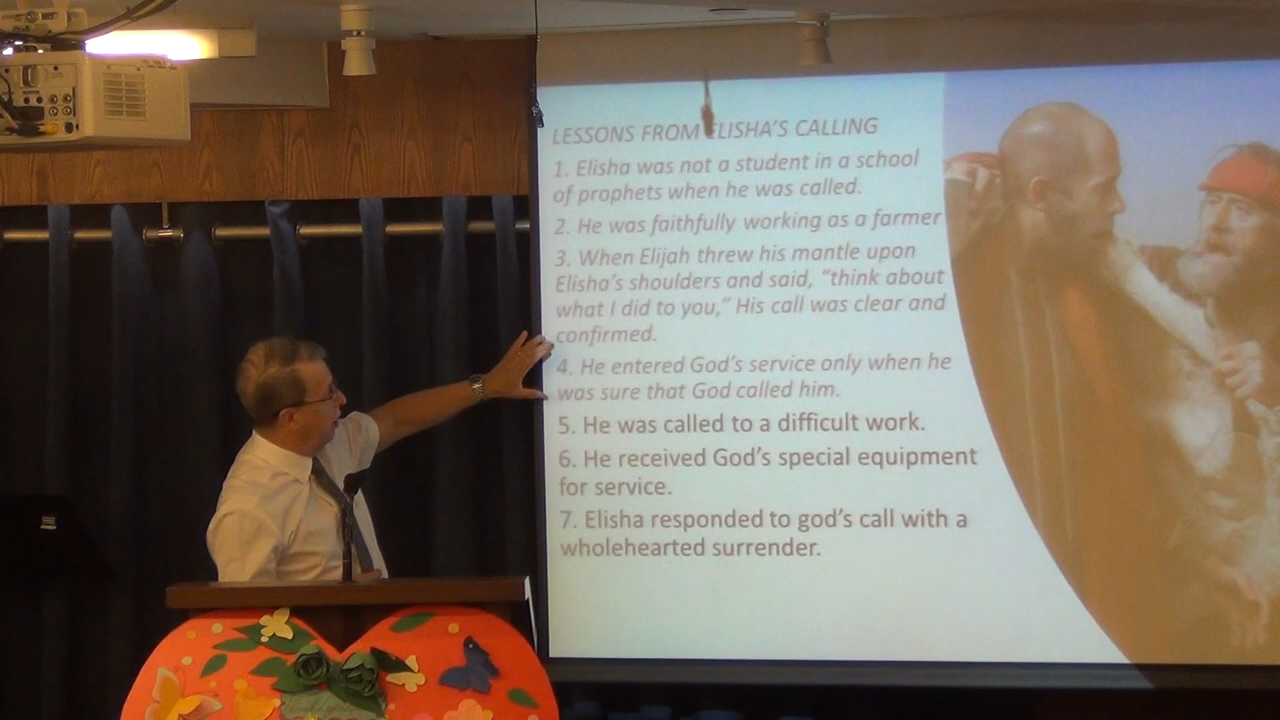 LESSONS FROM ELISHA'S CALLING
1. Elisha was not a student in a school
of prophets when he was called.
2. He was faithfully working as a farmer
3. When Elijah threw his mantle upon
Elisha's shoulders and said, "think about
what I did to you," His call was clear and
confirmed.
4. He entered God's service only when he
was sure that God called him.
5. He was called to a difficult work.
6. He received God's special equipment
for service.
7. Elisha responded to god's call with a
wholehearted surrender.